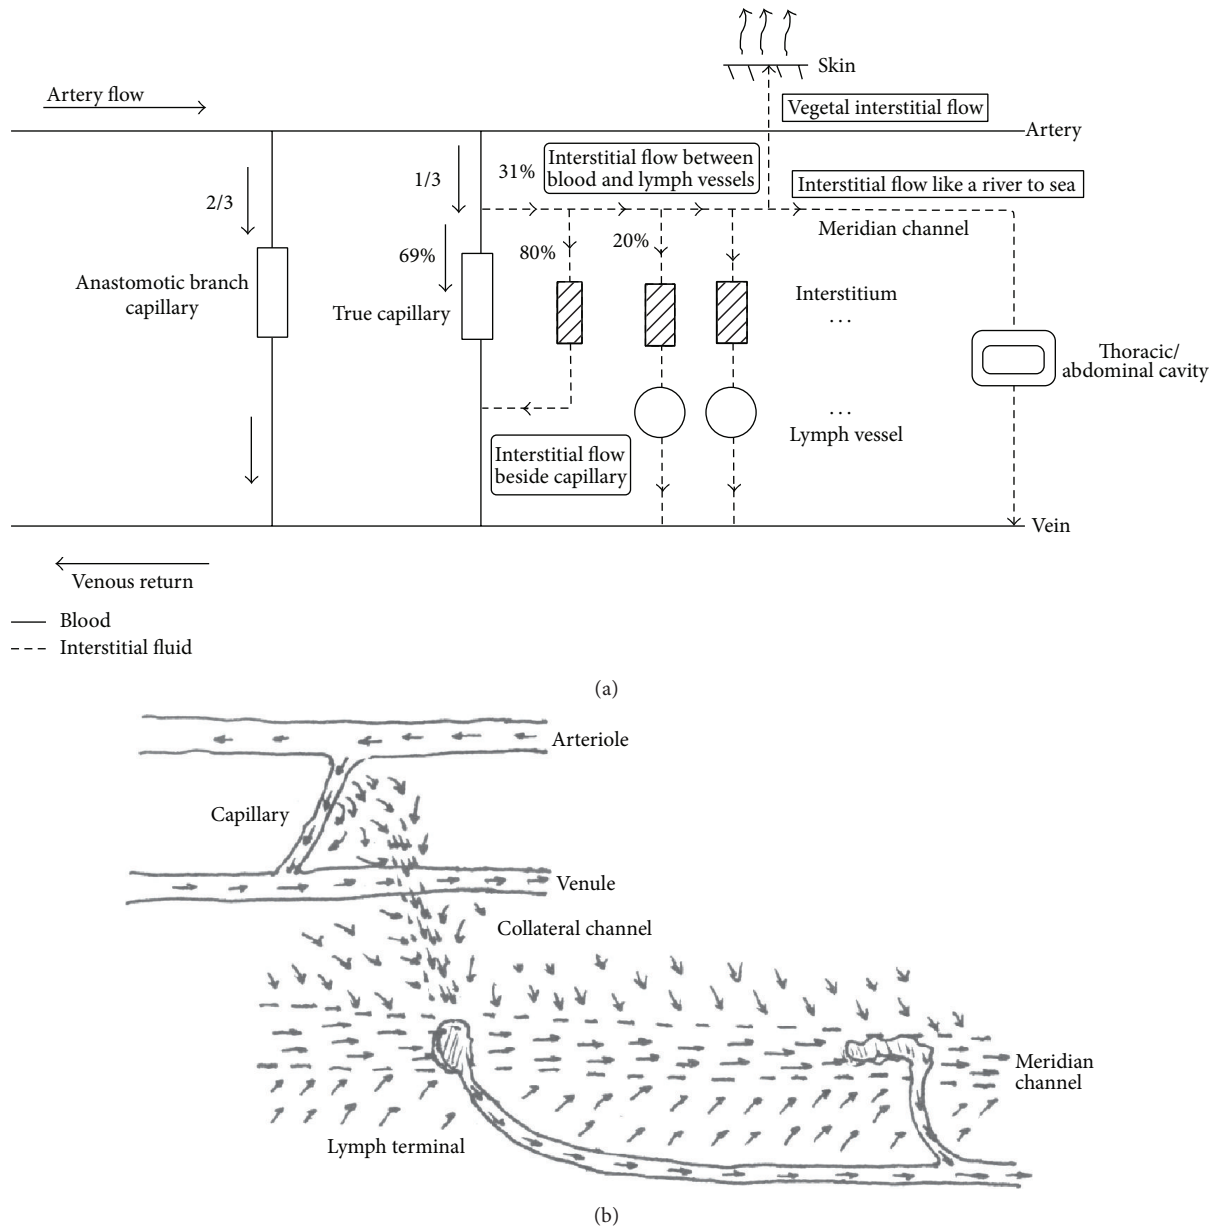 Skin
Artery flow
Vegetal interstitial flow
Artery
Interstitial flow between
blood and lymph vessels
1/3
31%
2/3
Interstitial flow like a river to sea
Meridian channel
69%
80%
20%
Anastomotic branch
capillary
True capillary
Interstitium
...
Thoracic/
abdominal cavity
...
Lymph vessel
Interstitial flow
beside capillary
Vein
Venous return
Blood
Interstitial fluid
(a)
Arteriole
Capillary
Venule
Collateral channel
Meridian
channel
Lymph terminal
(b)